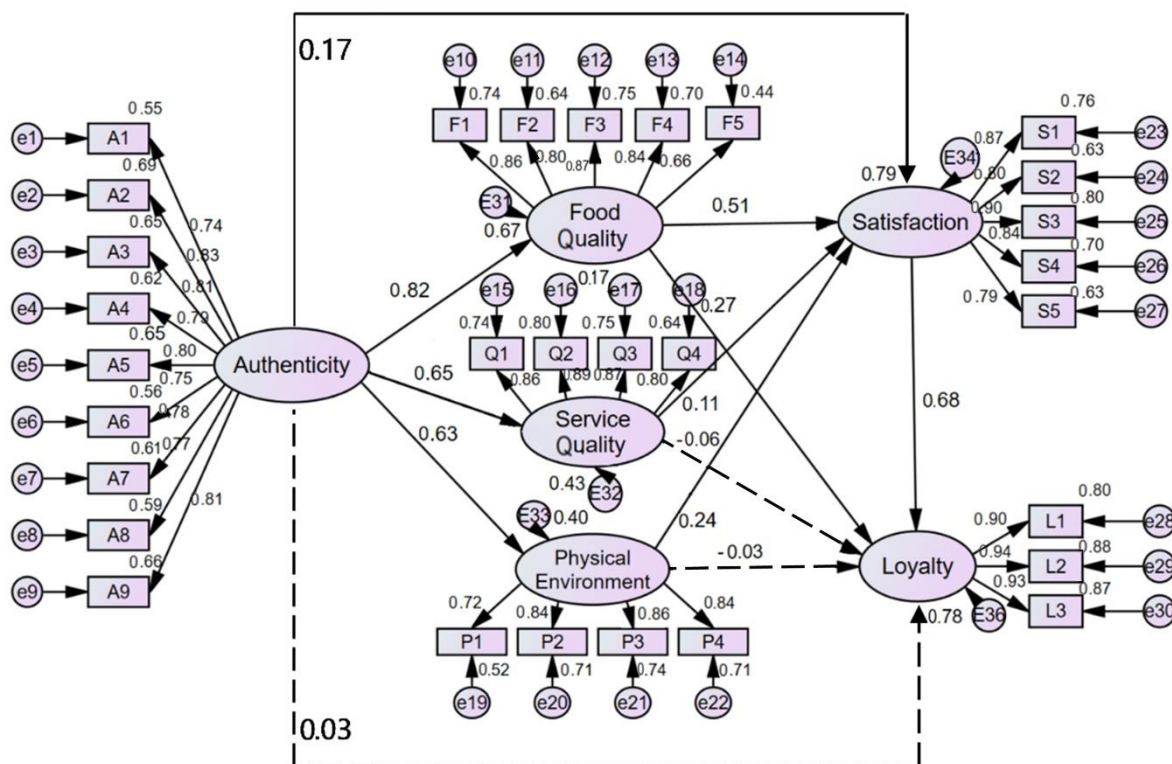 0.17
e10
e11
e12
e13
e14
0.74
0.64
0.75
0.70
0.44
F1
F2
F3
F4
F5
0.86
0.80
0.87
0.84
0.66
E31
0.67
Food
Quality
0.17
0.55
e1
A1
0.69
e2
A2
0.65
e3
A3
0.62
e4
A4
0.65
e5
A5
0.56
e6
A6
0.61
e7
A7
0.59
e8
A8
0.66
e9
A9
0.74
0.83
0.81
0.79
0.80
0.75
0.78
0.77
0.81
Authenticity
0.82
0.65
0.63
e15
e16
e17
e18
0.74
0.80
0.75
0.64
Q1
Q2
Q3
Q4
0.86
0.89
0.87
0.80
Service
Quality
0.43
E32
0.51
0.27
0.11
-0.06
0.24
-0.03
E33
0.40
Physical
Environment
0.72
0.84
0.86
0.84
P1
P2
P3
P4
0.52
0.71
0.74
0.71
e19
e20
e21
e22
0.79
E34
Satisfaction
0.87
0.80
0.90
0.84
0.79
0.76
S1
e23
0.63
S2
e24
0.80
S3
e25
0.70
S4
e26
0.63
S5
e27
0.68
Loyalty
0.78
E36
0.90
0.94
0.93
0.80
L1
e28
0.88
L2
e29
0.87
L3
e30
0.03